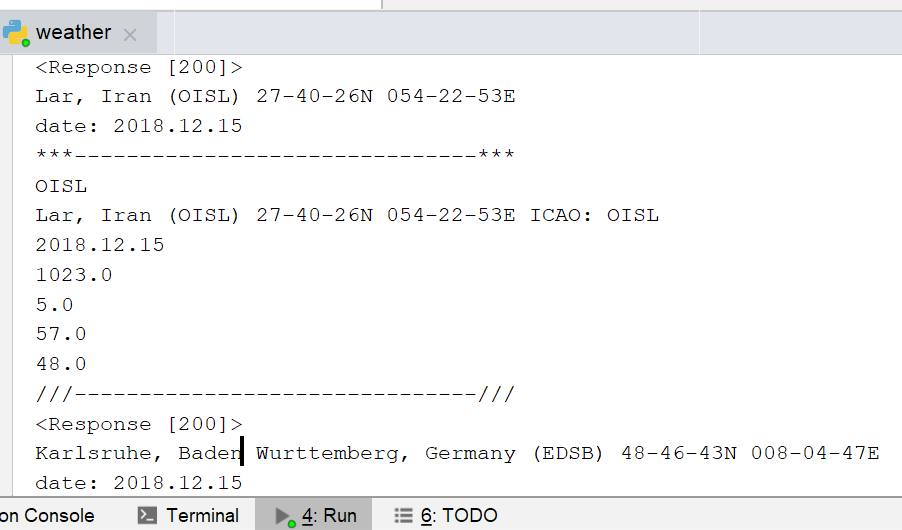 weather
<Response [200]>
Lar, Iran (OISL) 27-40-26N 054-22-53E
date: 2018.12.15
***-------------------------------***
OISL
Lar, Iran (OISL) 27-40-26N 054-22-53E ICAO: OISL
2018.12.15
1023.0
5.0
57.0
48.0
///-------------------------------///
<Response [200]>
Karlsruhe, Baden Wurttemberg, Germany (EDSB) 48-46-43N 008-04-47E
date: 2018.12.15
on Console Terminal 4: Run 6: TODO